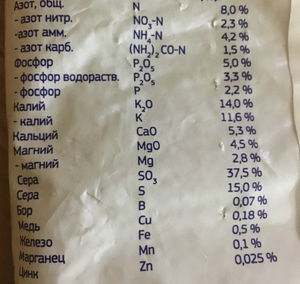 Азот, общ. N 8,0 %
- азот нитр. NO₃-N 2,3 %
-азот амм. NH₄-N 4,2 %
- азот карб. (NH₂)₂CO-N 1,5 %
Фосфор P₂O₅ 5,0 %
- фосфор водораств. P₂O₅ 3,3 %
- фосфор P 2,2 %
Калий K₂O 14,0 %
- калий K 11,6 %
Кальций CaO 5,3 %
Магний MgO 4,5 %
- магний Mg 2,8 %
Сера SO₃ 37,5 %
Сера S 15,0 %
Бор B 0,07 %
Медь Cu 0,18 %
Железо Fe 0,5 %
Марганец Mn 0,1 %
Цинк Zn 0,025 %